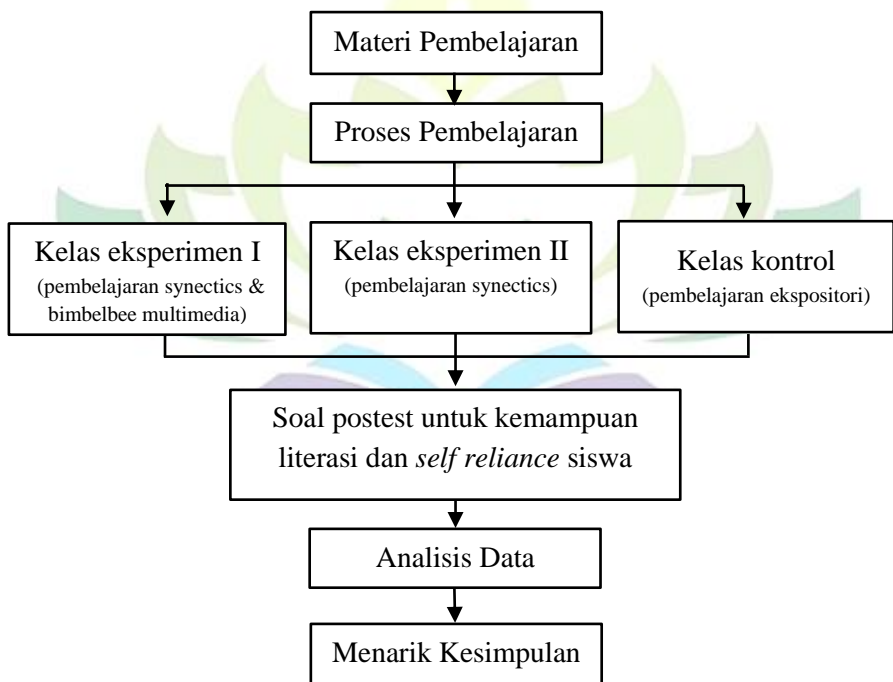 Materi Pembelajaran
Proses Pembelajaran
Kelas eksperimen I
(pembelajaran synectics &
bimbelbee multimedia)
Kelas eksperimen II
(pembelajaran synectics)
Kelas kontrol
(pembelajaran ekspositori)
Soal postest untuk kemampuan
literasi dan self reliance siswa
Analisis Data
Menarik Kesimpulan